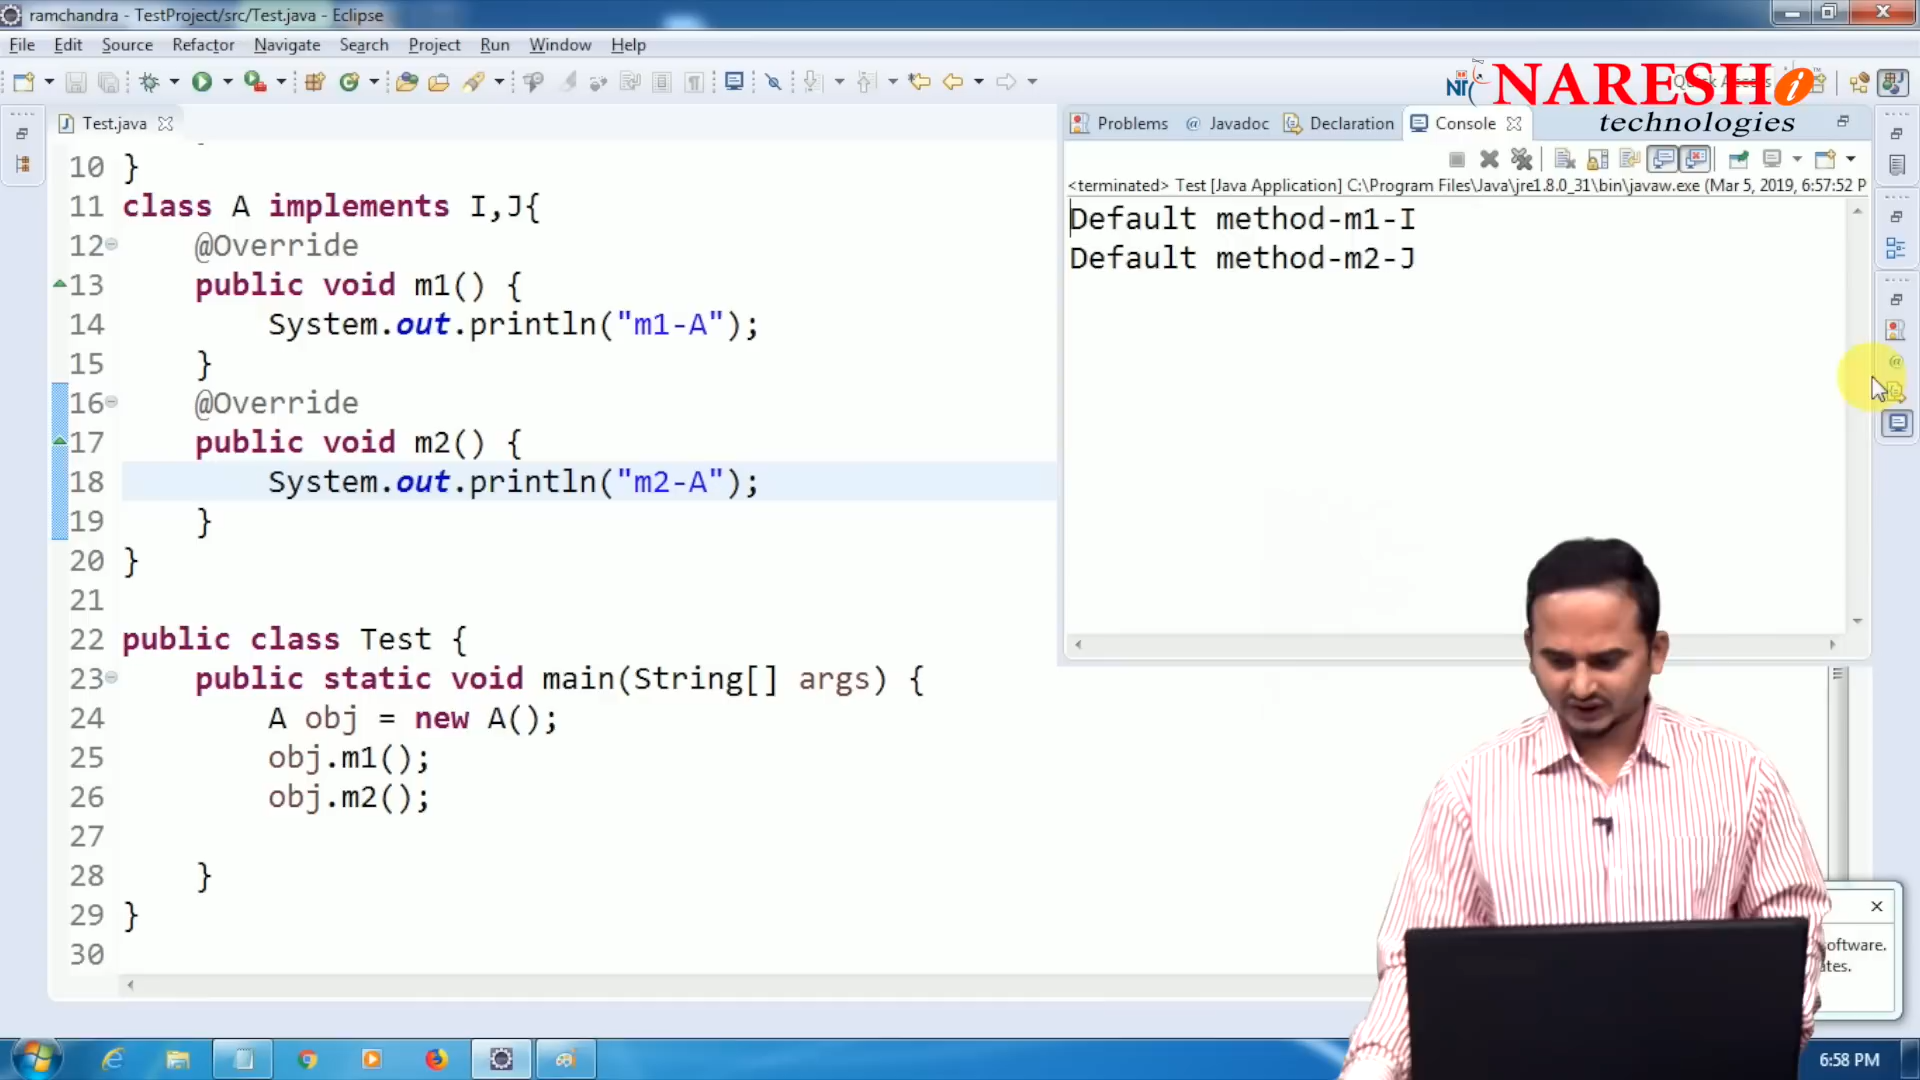 ramchandra - TestProject/src/Test.java - Eclipse
File Edit Source Refactor Navigate Search Project Run Window Help
NARESH i
technologies
Test.java
Problems @ Javadoc Declaration Console
<terminated> Test [Java Application] C:\Program Files\Java\jre1.8.0_31\bin\javaw.exe (Mar 5, 2019, 6:57:52 P
Default method-m1-I
Default method-m2-J
10 }
11 class A implements I,J{
12 @Override
13 public void m1() {
14 System.out.println("m1-A");
15 }
16 @Override
17 public void m2() {
18 System.out.println("m2-A");
19 }
20 }
21
22 public class Test {
23 public static void main(String[] args) {
24 A obj = new A();
25 obj.m1();
26 obj.m2();
27
28 }
29 }
30
oftware.
6:58 PM